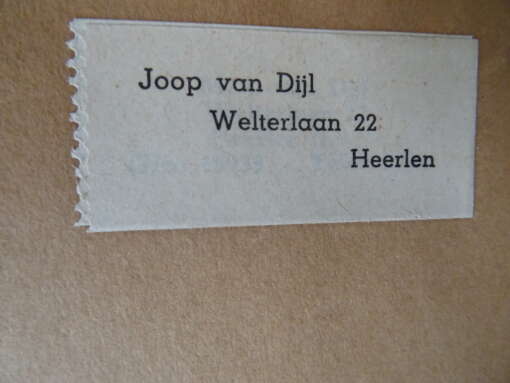 Joop van Dijl
Welterlaan 22
Heerlen